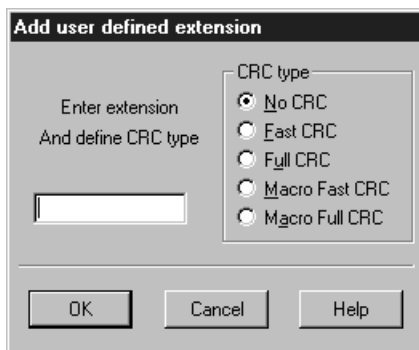 Add user defined extension
Enter extension
And define CRC type
CRC type
No CRC
Fast CRC
Full CRC
Macro Fast CRC
Macro Full CRC
OK
Cancel
Help